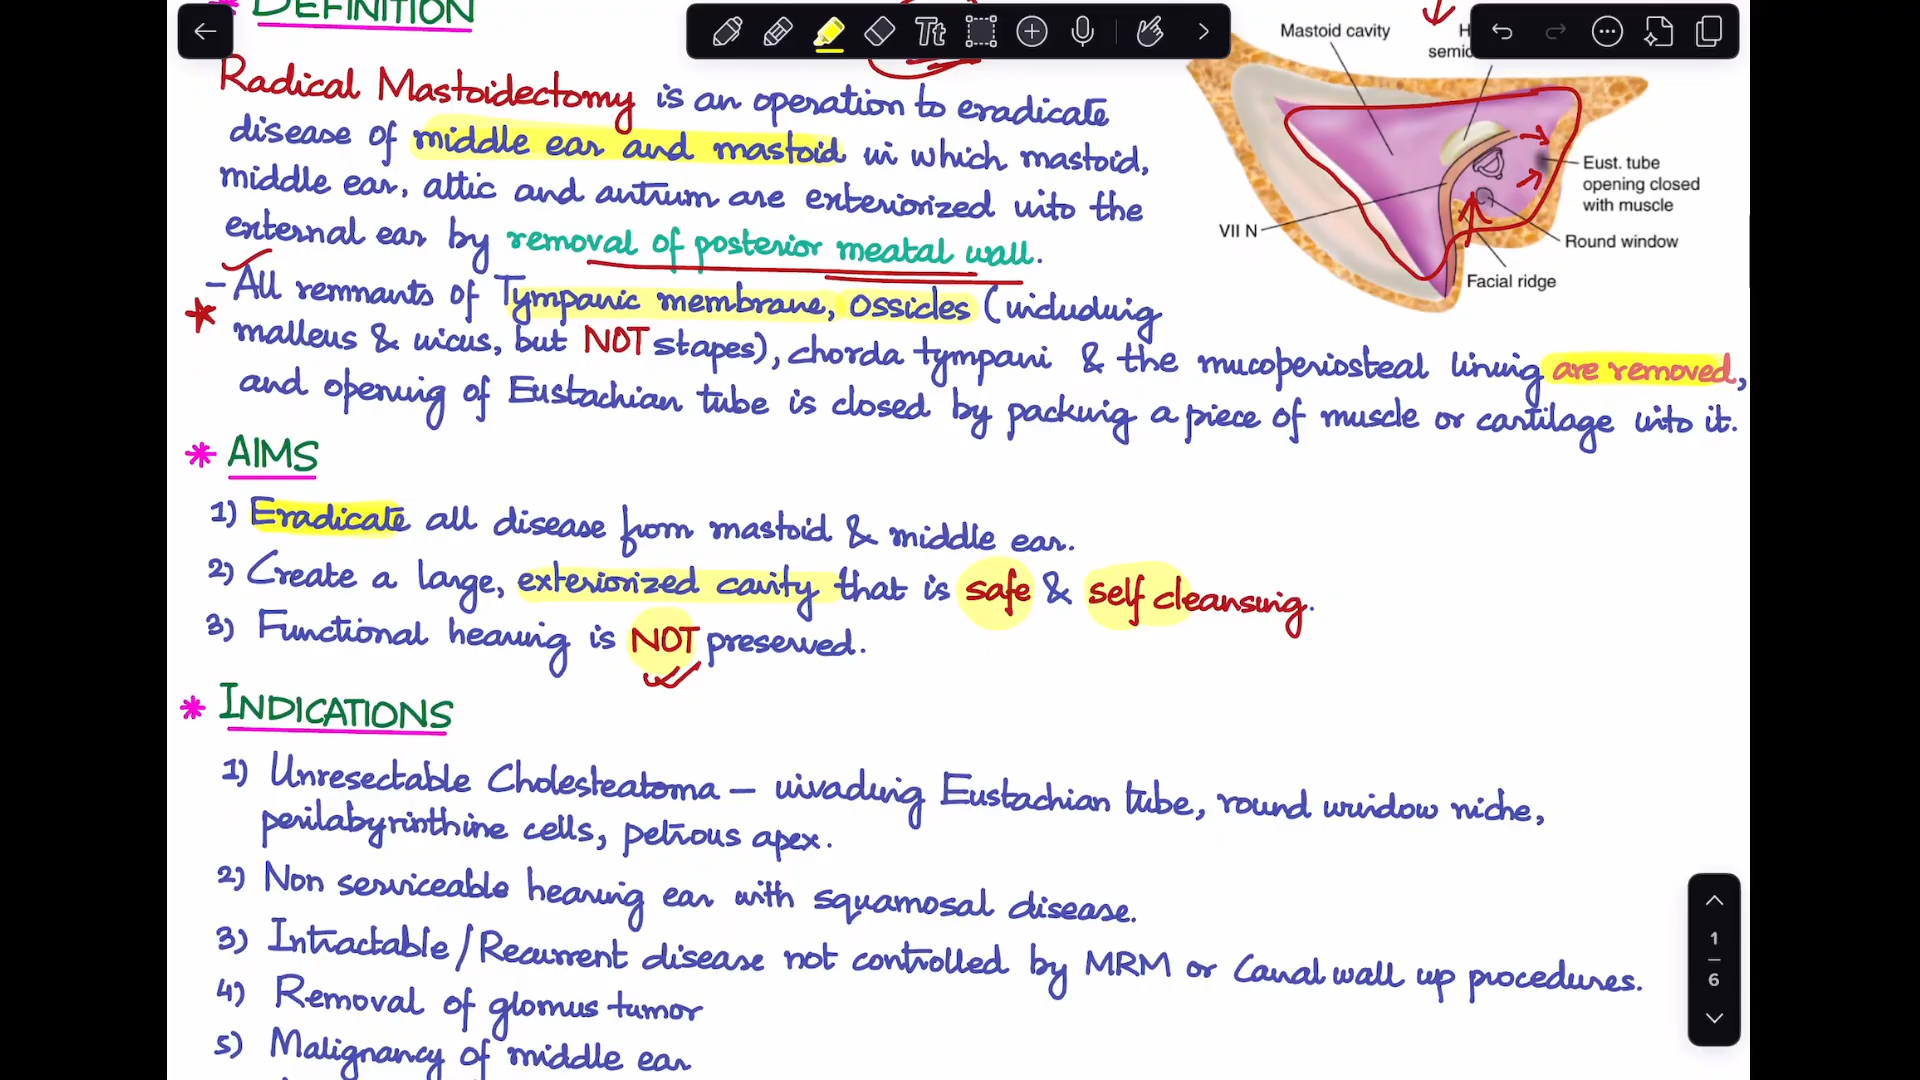 * DEFINITION
Tt
Mastoid cavity
H
semic
Radical Mastoidectomy is an operation to eradicate
disease of middle ear and mastoid in which mastoid,
middle ear, attic and antrum are exteriorized into the
external ear by removal of posterior meatal wall.
Eust. tube
opening closed
with muscle
VII N
Round window
Facial ridge
- All remnants of Tympanic membrane, ossicles (including
malleus & incus, but NOT stapes), chorda tympani & the mucoperiosteal lining are removed,
and opening of Eustachian tube is closed by packing a piece of muscle or cartilage into it.
* AIMS
1) Eradicate all disease from mastoid & middle ear.
2) Create a large, exteriorized cavity that is safe & self cleansing.
3) Functional hearing is NOT preserved.
* INDICATIONS
1) Unresectable Cholesteatoma - invading Eustachian tube, round window niche,
perilabyrinthine cells, petrous apex.
2) Non serviceable hearing ear with squamosal disease.
3) Intractable/Recurrent disease not controlled by MRM or Canal wall up procedures.
4) Removal of glomus tumor
5) Malignancy of middle ear
1
6